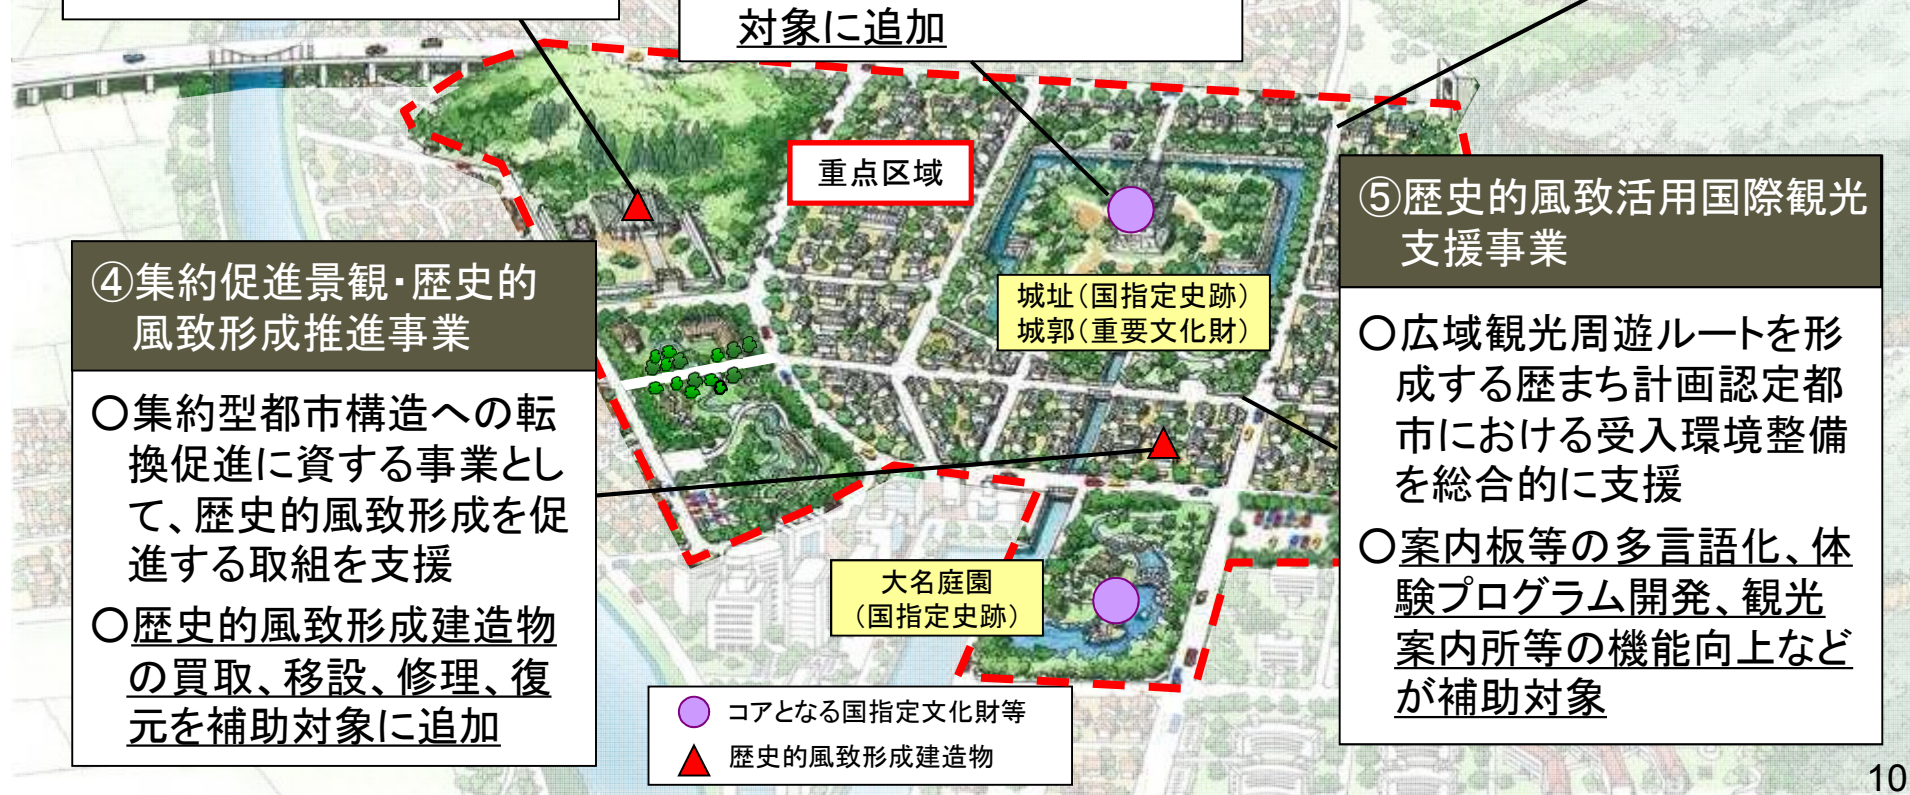 対象に追加
重点区域
④集約促進景観・歴史的
風致形成推進事業
〇集約型都市構造への転
換促進に資する事業とし
て、歴史的風致形成を促
進する取組を支援
〇歴史的風致形成建造物
の買取、移設、修理、復
元を補助対象に追加
城址（国指定史跡）
城郭（重要文化財）
大名庭園
（国指定史跡）
コアとなる国指定文化財等
歴史的風致形成建造物
⑤歴史的風致活用国際観光
支援事業
〇広域観光周遊ルートを形
成する歴まち計画認定都
市における受入環境整備
を総合的に支援
〇案内板等の多言語化、体
験プログラム開発、観光
案内所等の機能向上など
が補助対象
10